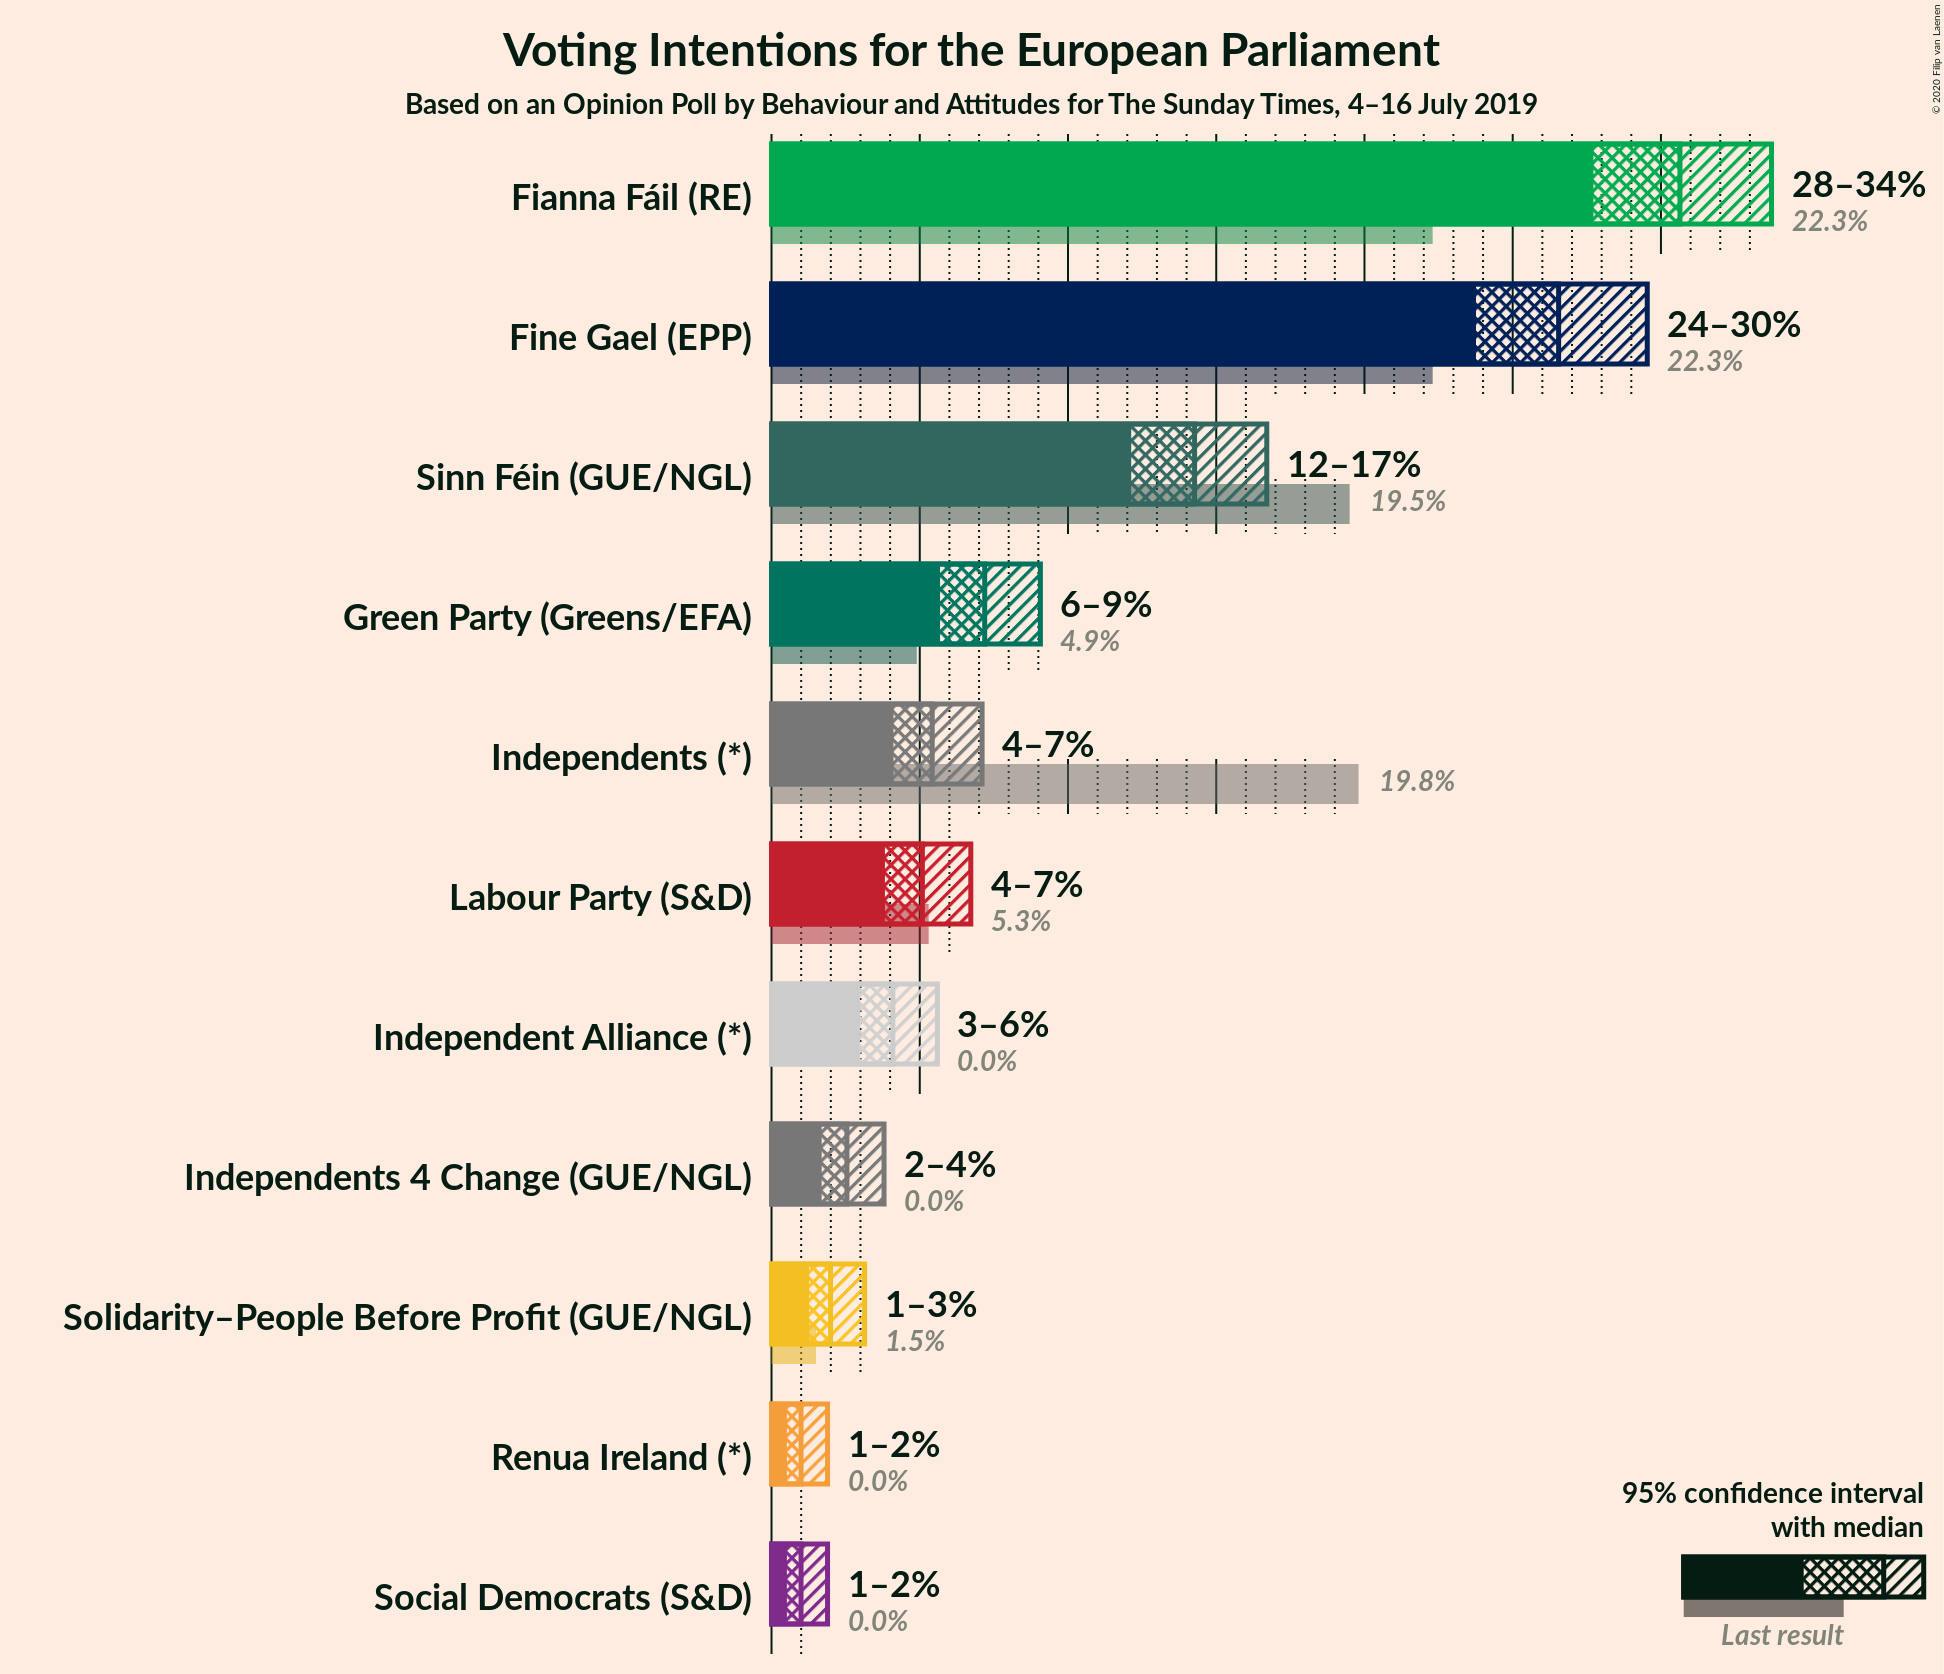 Voting Intentions for the European Parliament
Based on an Opinion Poll by Behaviour and Attitudes for The Sunday Times, 4–16 July 2019
© 2020 Filip van Laenen
Fianna Fáil (RE)
28–34%
22.3%
Fine Gael (EPP)
24–30%
22.3%
Sinn Féin (GUE/NGL)
12–17%
19.5%
Green Party (Greens/EFA)
6–9%
4.9%
Independents (*)
4–7%
19.8%
Labour Party (S&D)
4–7%
5.3%
Independent Alliance (*)
3–6%
0.0%
Independents 4 Change (GUE/NGL)
2–4%
0.0%
Solidarity–People Before Profit (GUE/NGL)
1–3%
1.5%
Renua Ireland (*)
1–2%
0.0%
Social Democrats (S&D)
1–2%
0.0%
95% confidence interval
with median
Last result